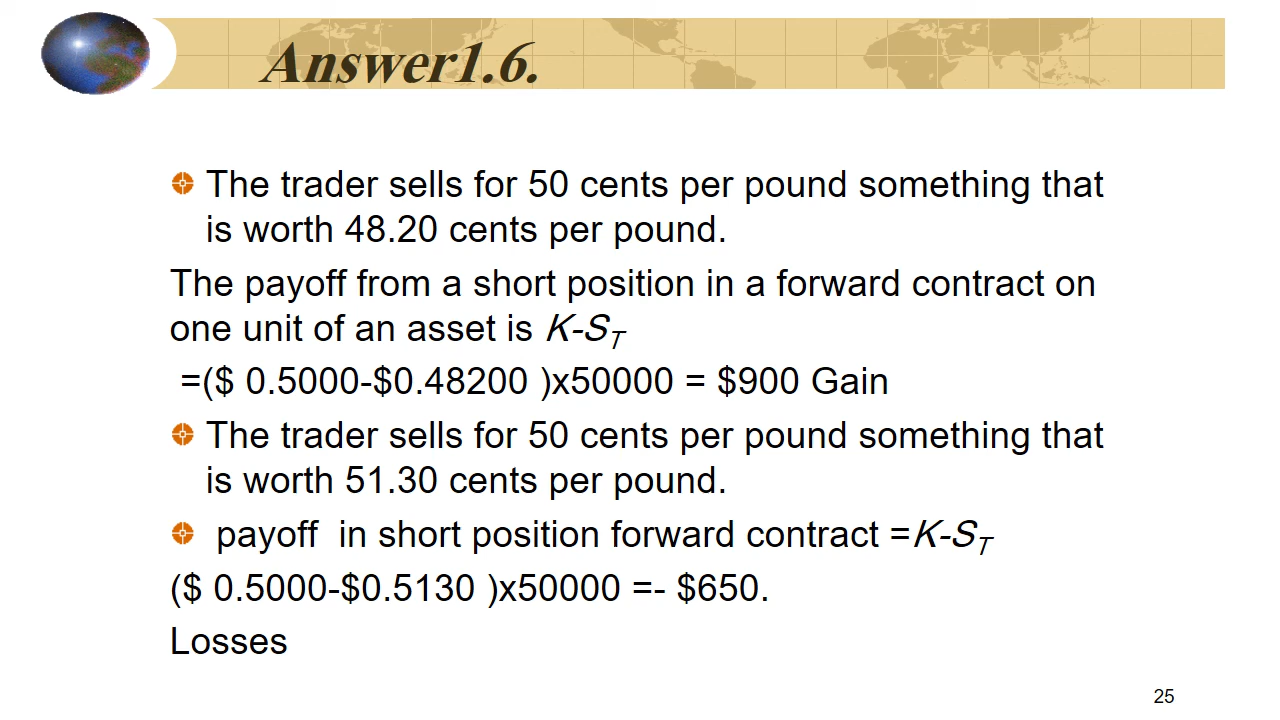 Answer1.6.
The trader sells for 50 cents per pound something that
is worth 48.20 cents per pound.
The payoff from a short position in a forward contract on
one unit of an asset is K-S_T
=($ 0.5000-$0.48200 )x50000 = $900 Gain
The trader sells for 50 cents per pound something that
is worth 51.30 cents per pound.
payoff  in short position forward contract =K-S_T
($ 0.5000-$0.5130 )x50000 =- $650.
Losses
25